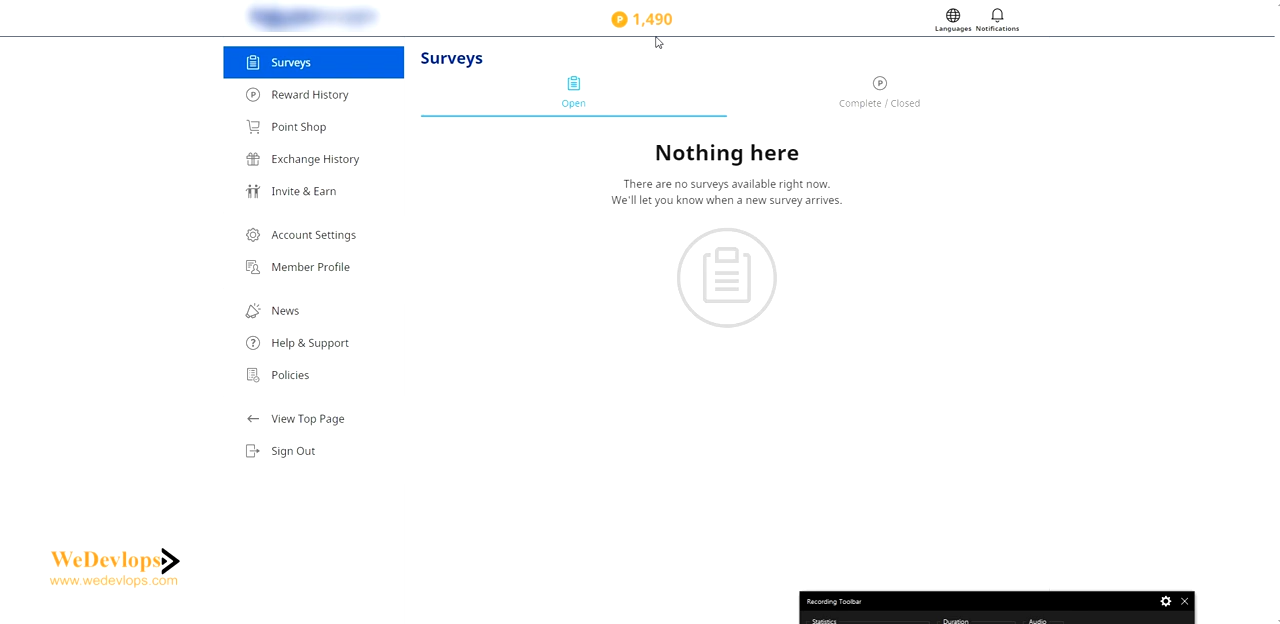 P 1,490
Languages Notifications
Surveys
Reward History
Point Shop
Exchange History
Invite & Earn
Account Settings
Member Profile
News
Help & Support
Policies
View Top Page
Sign Out
Surveys
Open
Complete / Closed
Nothing here
There are no surveys available right now.
We'll let you know when a new survey arrives.
WeDevlops
www.wedevlops.com
Recording Toolbar
Statistics Duration Audio